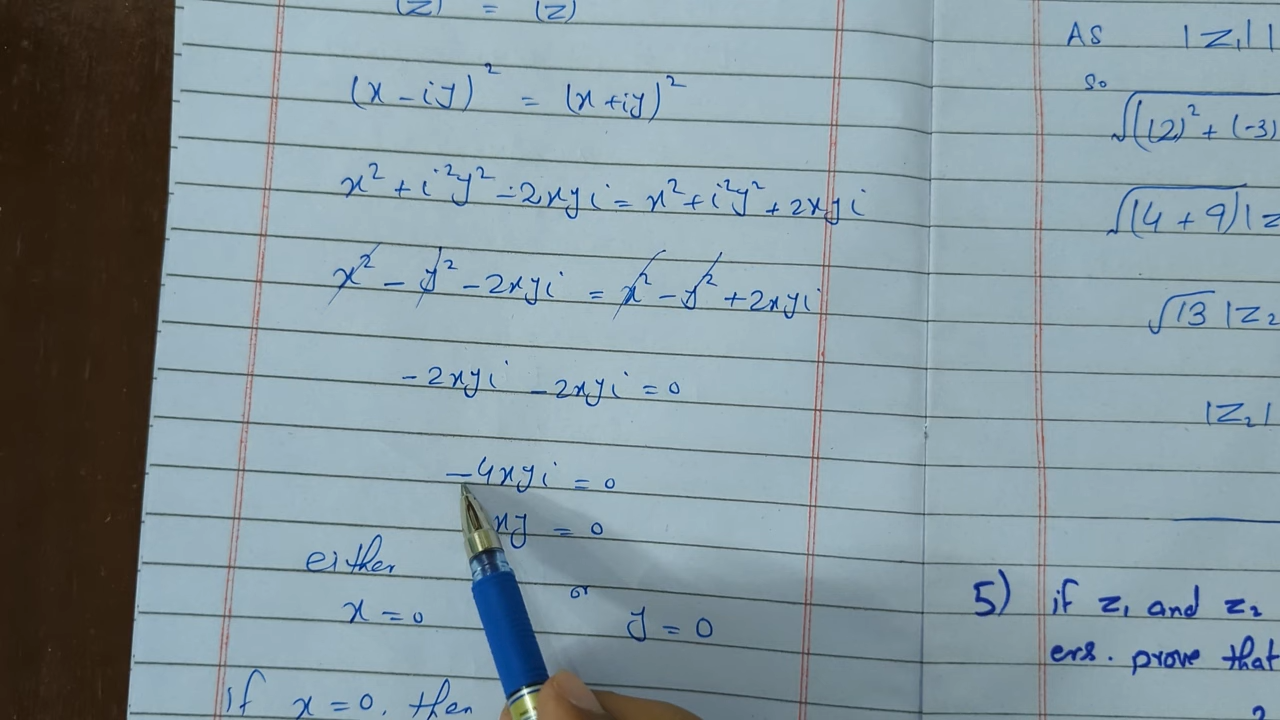 (z) = (z)
(x - iy)² = (x + iy)²
x² + i²y² - 2xyi = x² + i²y² + 2xyi
x² - y² - 2xyi = x² - y² + 2xyi
-2xyi - 2xyi = 0
-4xyi = 0
xy = 0
either
or
x = 0
y = 0
if x = 0, then
As |z₁||
so
√(12)² + (-3)
√(4 + 9) |z
√13 |z₂
|z₂|
5) if z₁ and z₂
ers. prove that
2